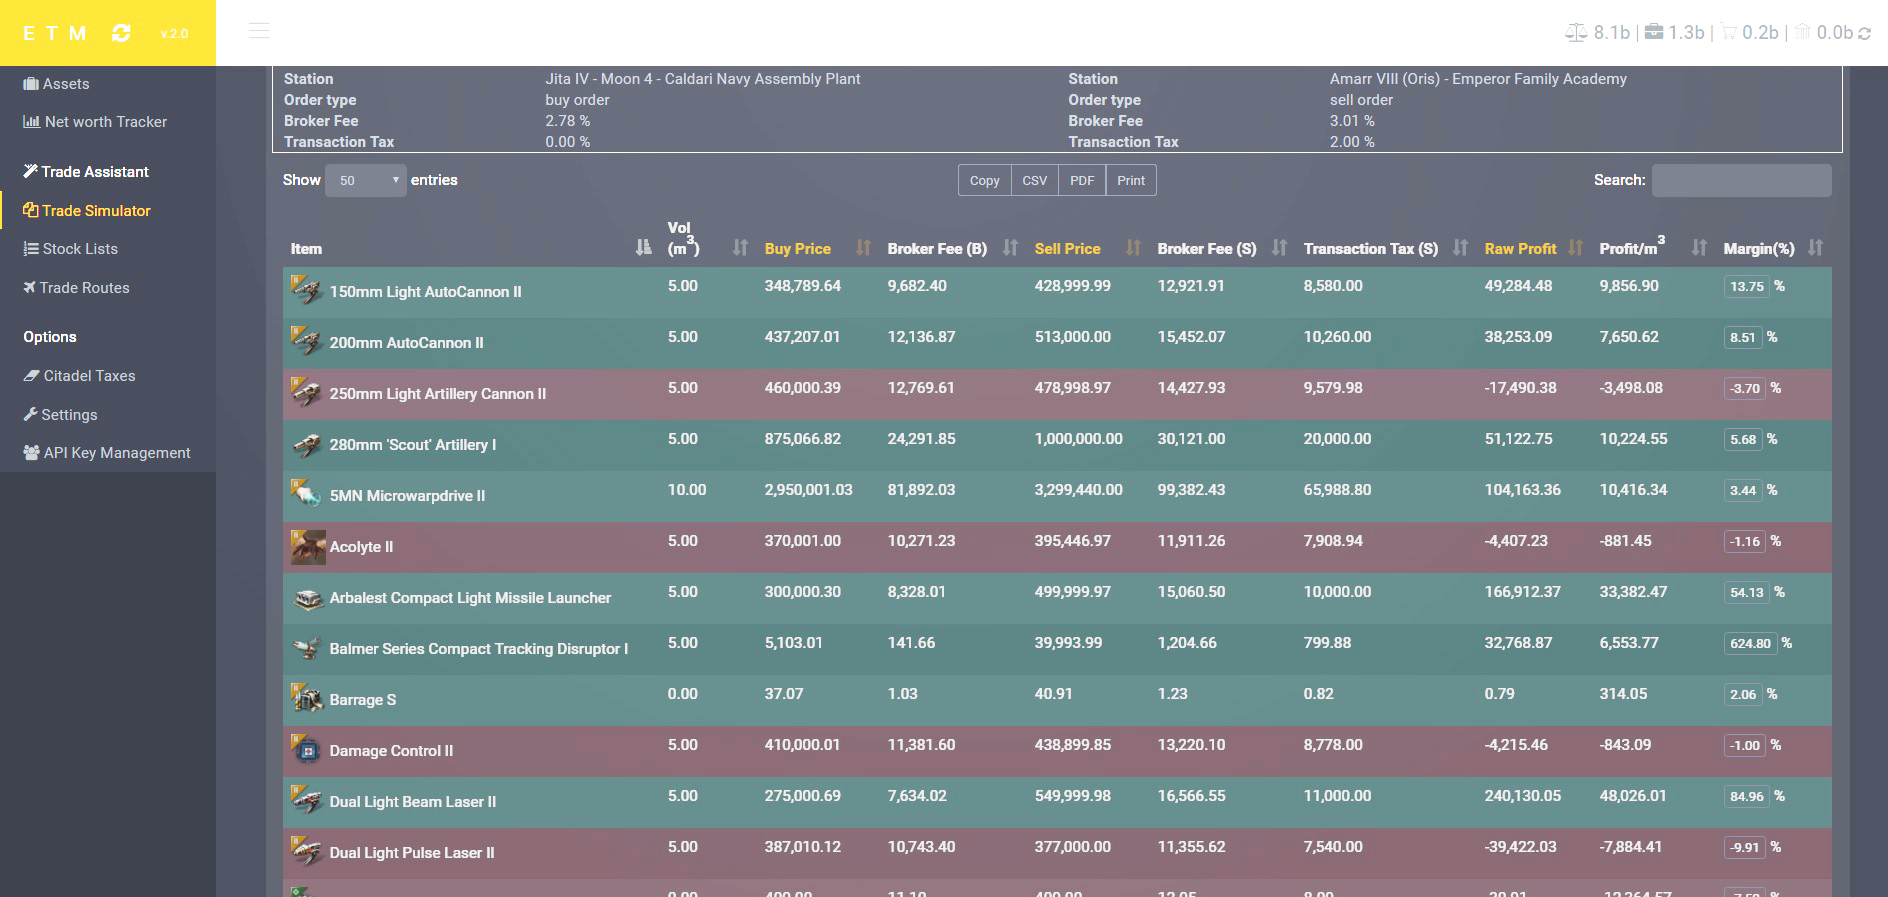 E T M v.2.0
8.1b | 1.3b | 0.2b | 0.0b
Assets
Net worth Tracker
Trade Assistant
Trade Simulator
Stock Lists
Trade Routes
Options
Citadel Taxes
Settings
API Key Management
Station Jita IV - Moon 4 - Caldari Navy Assembly Plant Station Amarr VIII (Oris) - Emperor Family Academy
Order type buy order Order type sell order
Broker Fee 2.78 % Broker Fee 3.01 %
Transaction Tax 0.00 % Transaction Tax 2.00 %
Show 50 entries Copy CSV PDF Print Search:
Item Vol (m3) Buy Price Broker Fee (B) Sell Price Broker Fee (S) Transaction Tax (S) Raw Profit Profit/m3 Margin(%)
150mm Light AutoCannon II 5.00 348,789.64 9,682.40 428,999.99 12,921.91 8,580.00 49,284.48 9,856.90 13.75 %
200mm AutoCannon II 5.00 437,207.01 12,136.87 513,000.00 15,452.07 10,260.00 38,253.09 7,650.62 8.51 %
250mm Light Artillery Cannon II 5.00 460,000.39 12,769.61 478,998.97 14,427.93 9,579.98 -17,490.38 -3,498.08 -3.70 %
280mm 'Scout' Artillery I 5.00 875,066.82 24,291.85 1,000,000.00 30,121.00 20,000.00 51,122.75 10,224.55 5.68 %
5MN Microwarpdrive II 10.00 2,950,001.03 81,892.03 3,299,440.00 99,382.43 65,988.80 104,163.36 10,416.34 3.44 %
Acolyte II 5.00 370,001.00 10,271.23 395,446.97 11,911.26 7,908.94 -4,407.23 -881.45 -1.16 %
Arbalest Compact Light Missile Launcher 5.00 300,000.30 8,328.01 499,999.97 15,060.50 10,000.00 166,912.37 33,382.47 54.13 %
Balmer Series Compact Tracking Disruptor I 5.00 5,103.01 141.66 39,993.99 1,204.66 799.88 32,768.87 6,553.77 624.80 %
Barrage S 0.00 37.07 1.03 40.91 1.23 0.82 0.79 314.05 2.06 %
Damage Control II 5.00 410,000.01 11,381.60 438,899.85 13,220.10 8,778.00 -4,215.46 -843.09 -1.00 %
Dual Light Beam Laser II 5.00 275,000.69 7,634.02 549,999.98 16,566.55 11,000.00 240,130.05 48,026.01 84.96 %
Dual Light Pulse Laser II 5.00 387,010.12 10,743.40 377,000.00 11,355.62 7,540.00 -39,422.03 -7,884.41 -9.91 %